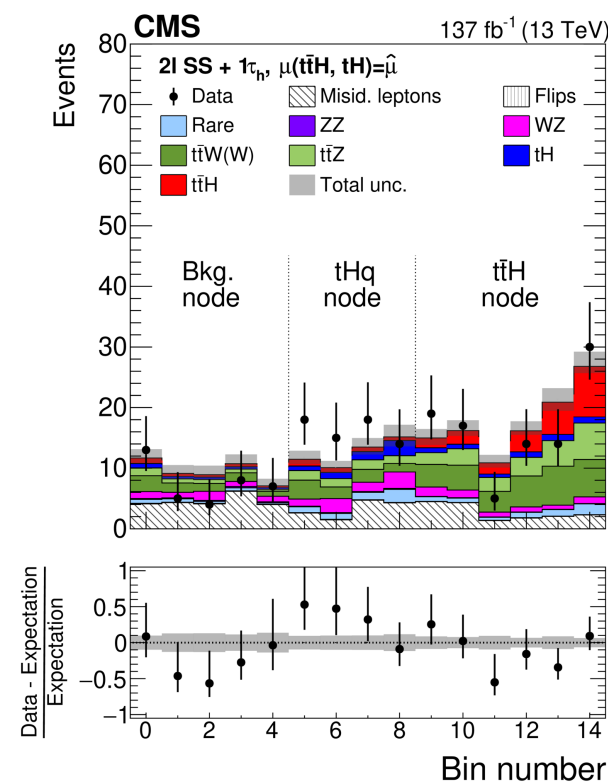 CMS 137 fb⁻¹ (13 TeV)
Events
80
70
60
50
40
30
20
10
0
2l SS + 1τₕ, μ(tt̄H, tH)=μ̂
Data Misid. leptons Flips
Rare ZZ WZ
tt̄W(W) tt̄Z tH
tt̄H Total unc.
Bkg. node
tHq node
tt̄H node
Data - Expectation
Expectation
1
0.5
0
−0.5
−1
0 2 4 6 8 10 12 14
Bin number